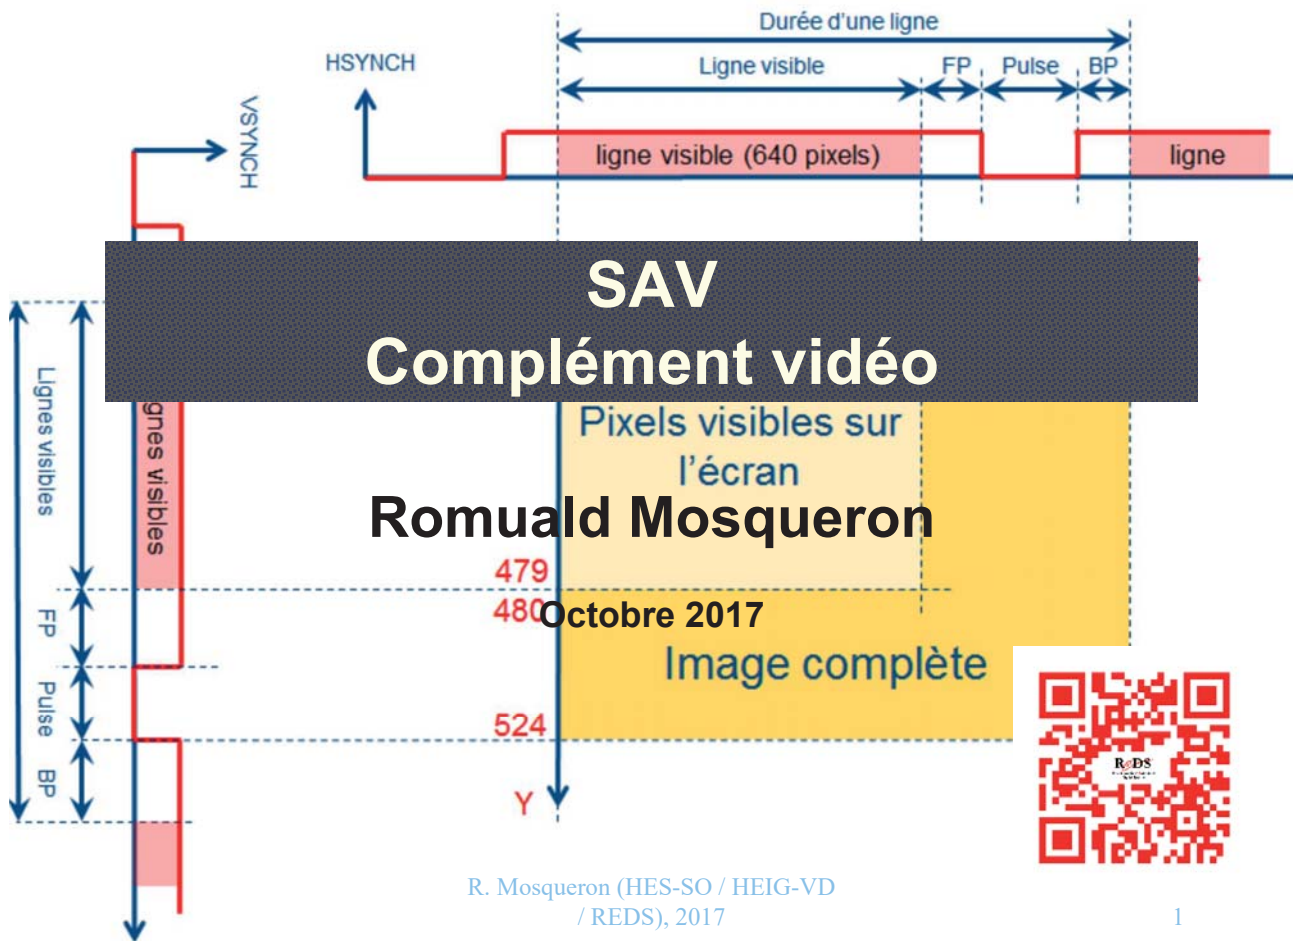 Durée d'une ligne
HSYNCH
Ligne visible
FP
Pulse
BP
VSYNCH
ligne visible (640 pixels)
ligne
SAV
Complément vidéo
Lignes visibles
visibles
Pixels visibles sur
l'écran
Romuald Mosqueron
479
480
Octobre 2017
FP
Image complète
Pulse
524
BP
Y
REDS
R. Mosqueron (HES-SO / HEIG-VD
/ REDS), 2017
1